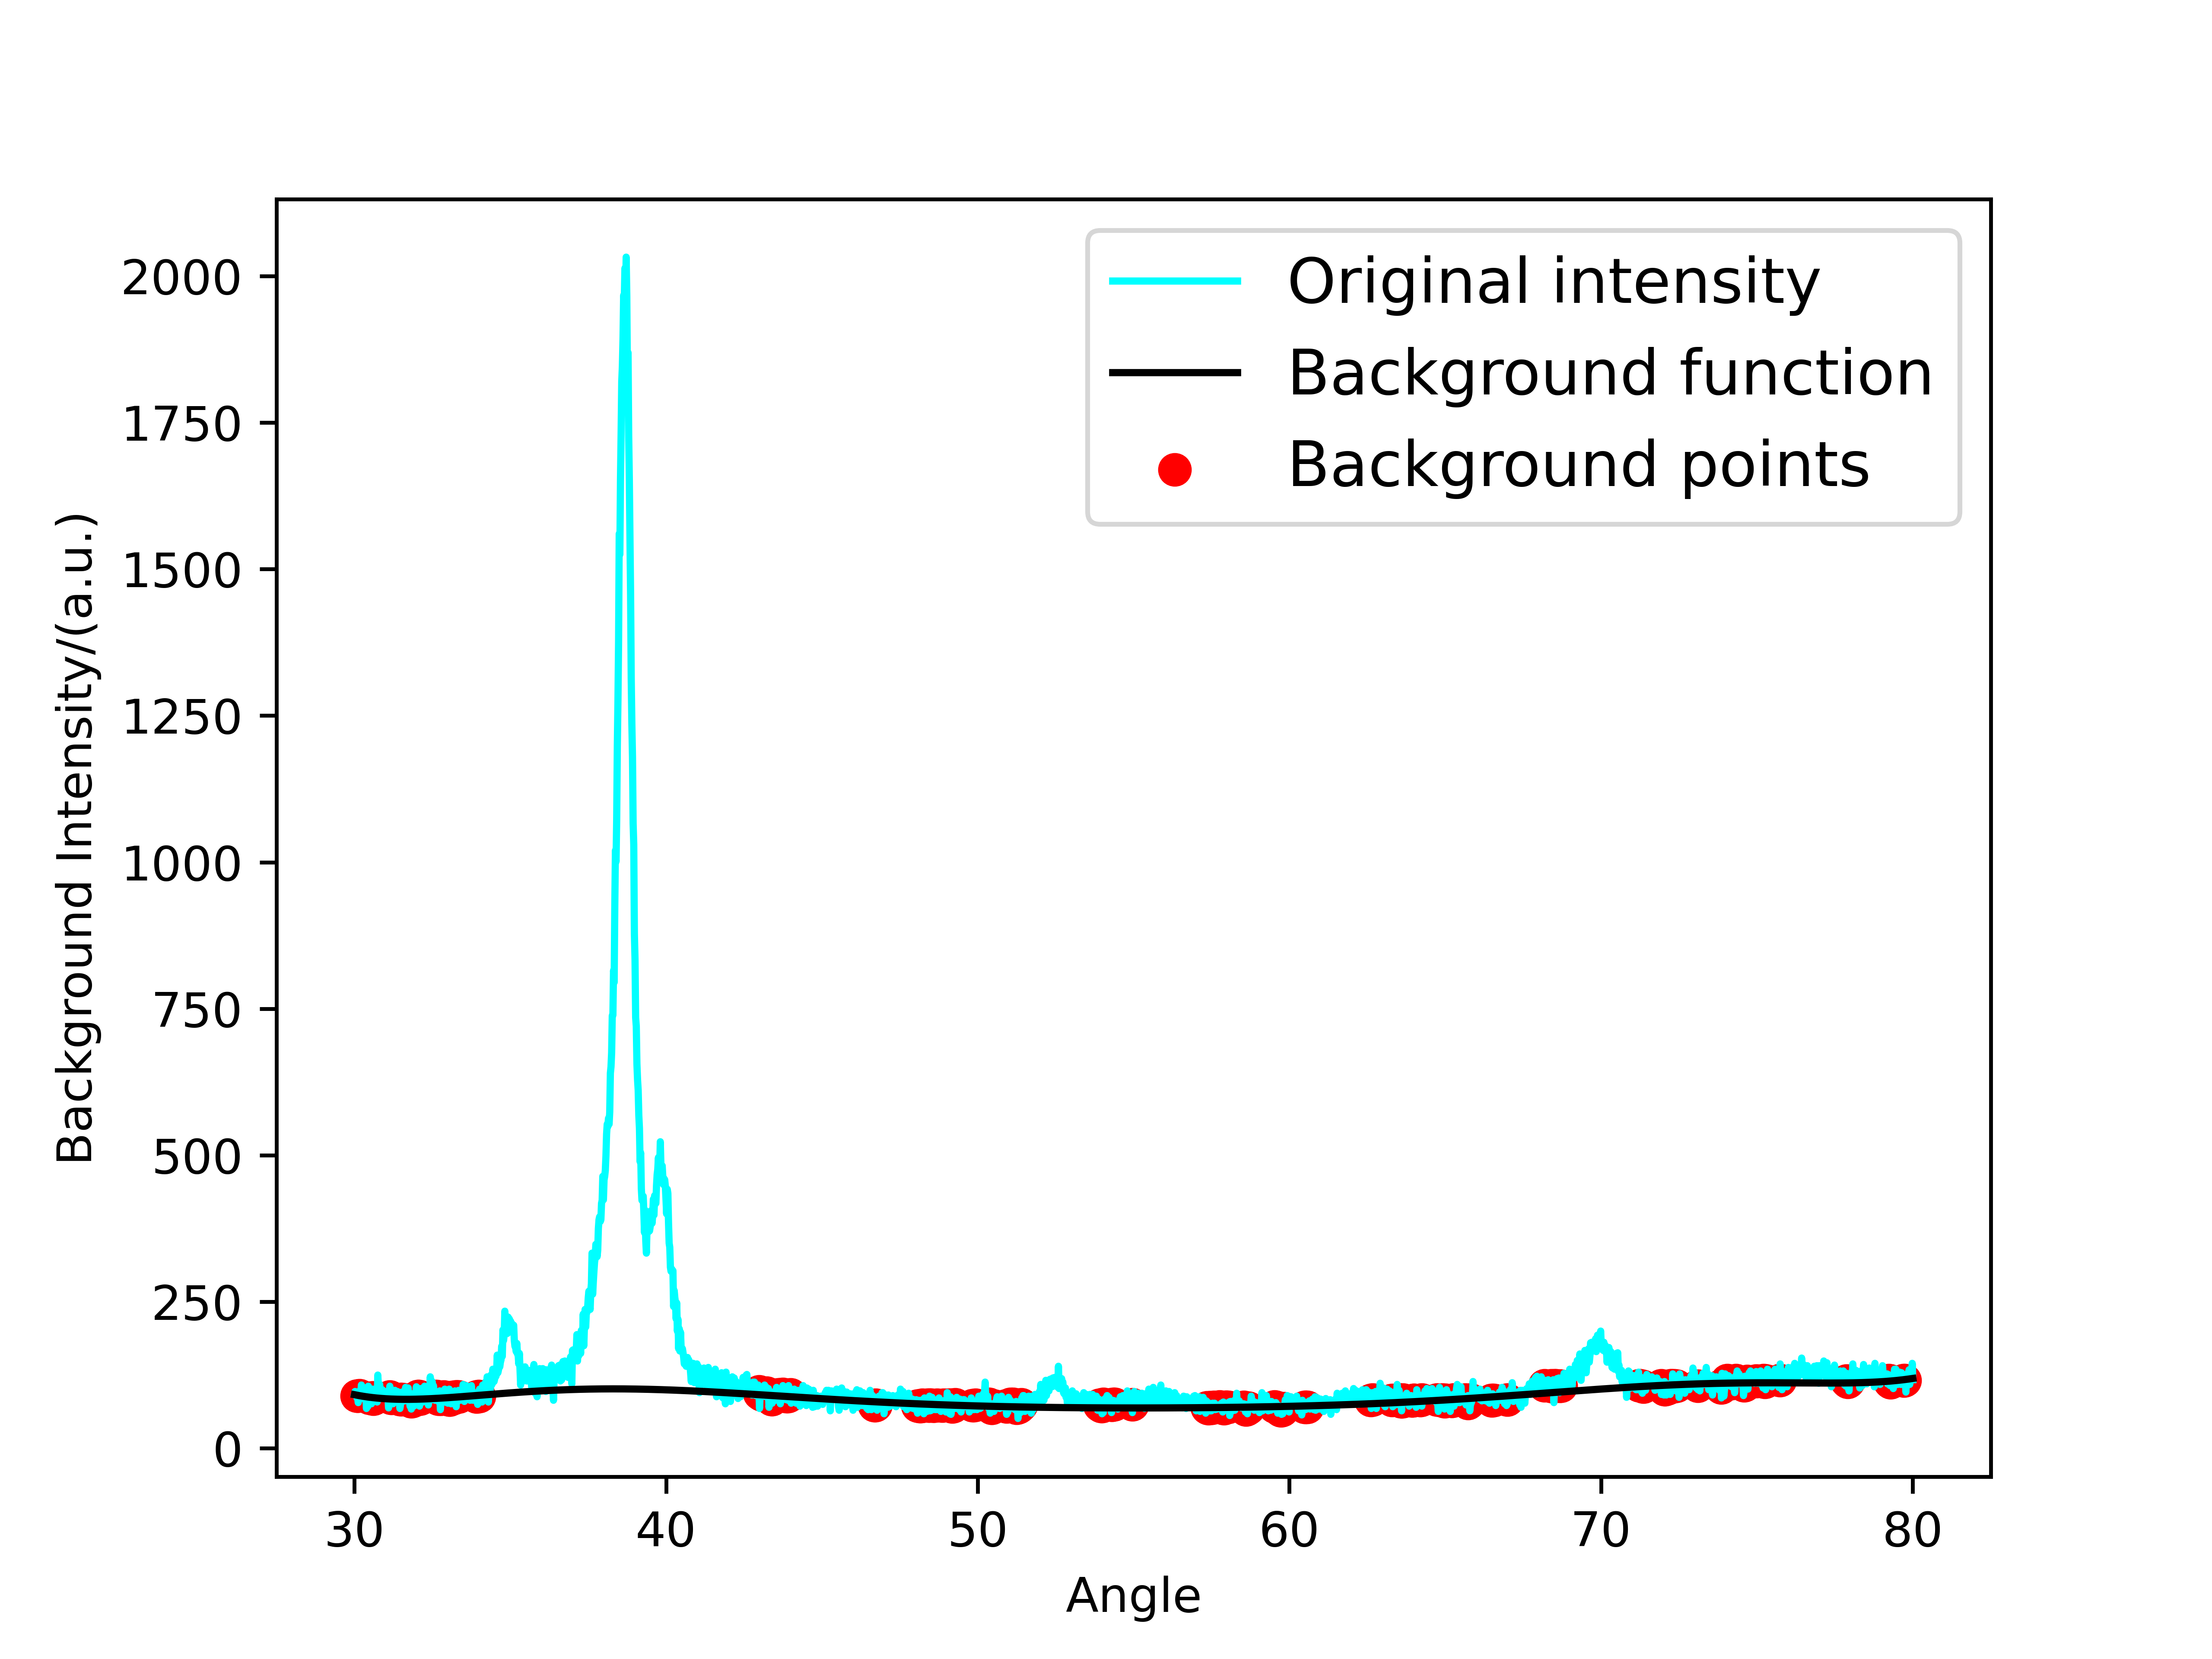 Original intensity
Background function
Background points
2000
1750
1500
1250
1000
750
500
250
0
Background Intensity/(a.u.)
30 40 50 60 70 80
Angle